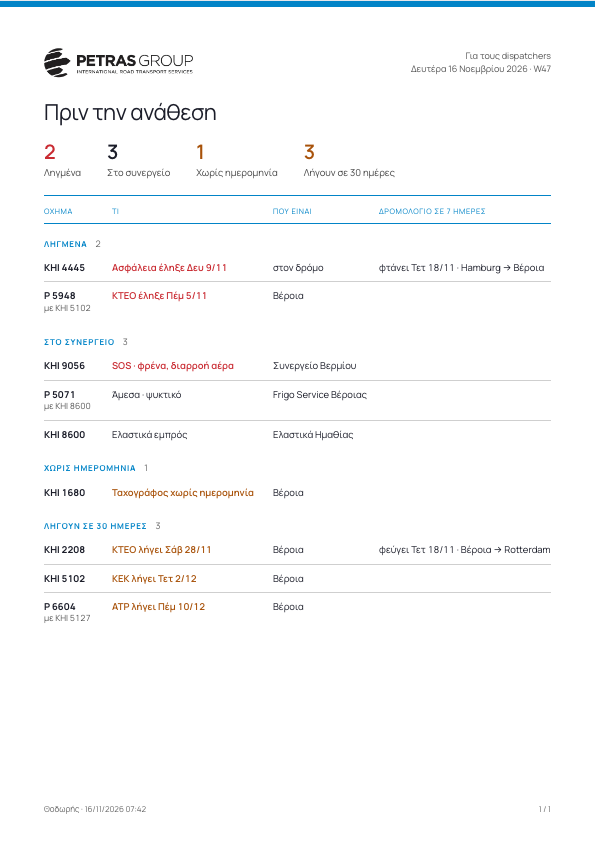 PETRAS GROUP
INTERNATIONAL ROAD TRANSPORT SERVICES
Για τους dispatchers
Δευτέρα 16 Νοεμβρίου 2026 · W47
Πριν την ανάθεση
2 3 1 3
Ληγμένα Στο συνεργείο Χωρίς ημερομηνία Λήγουν σε 30 ημέρες
ΟΧΗΜΑ ΤΙ ΠΟΥ ΕΙΝΑΙ ΔΡΟΜΟΛΟΓΙΟ ΣΕ 7 ΗΜΕΡΕΣ
ΛΗΓΜΕΝΑ 2
ΚΗΙ 4445 Ασφάλεια έληξε Δευ 9/11 στον δρόμο φτάνει Τετ 18/11 · Hamburg → Βέροια
Ρ 5948 ΚΤΕΟ έληξε Πέμ 5/11 Βέροια
με ΚΗΙ 5102
ΣΤΟ ΣΥΝΕΡΓΕΙΟ 3
ΚΗΙ 9056 SOS · φρένα, διαρροή αέρα Συνεργείο Βερμίου
Ρ 5071 Άμεσα · ψυκτικό Frigo Service Βέροιας
με ΚΗΙ 8600
ΚΗΙ 8600 Ελαστικά εμπρός Ελαστικά Ημαθίας
ΧΩΡΙΣ ΗΜΕΡΟΜΗΝΙΑ 1
ΚΗΙ 1680 Ταχογράφος χωρίς ημερομηνία Βέροια
ΛΗΓΟΥΝ ΣΕ 30 ΗΜΕΡΕΣ 3
ΚΗΙ 2208 ΚΤΕΟ λήγει Σάβ 28/11 Βέροια φεύγει Τετ 18/11 · Βέροια → Rotterdam
ΚΗΙ 5102 ΚΕΚ λήγει Τετ 2/12 Βέροια
Ρ 6604 ATP λήγει Πέμ 10/12 Βέροια
με ΚΗΙ 5127
Θοδωρής · 16/11/2026 07:42 1 / 1